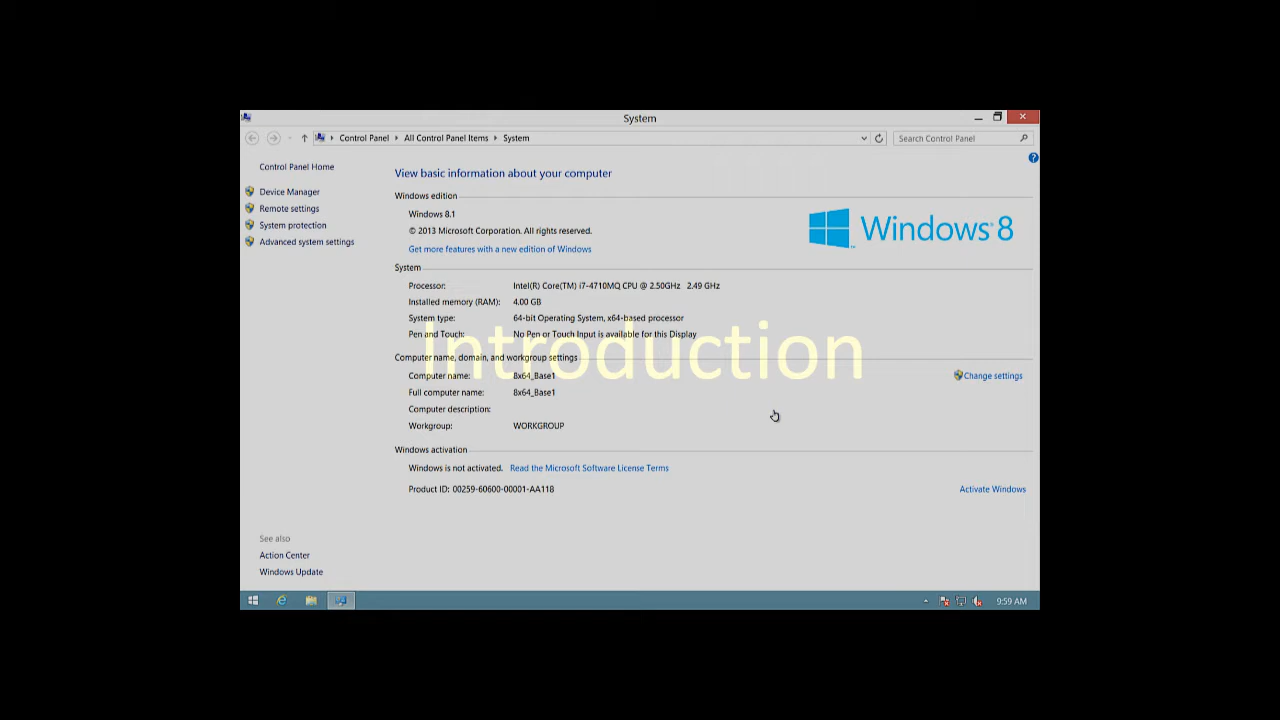 System
Control Panel
All Control Panel Items
System
Search Control Panel
Control Panel Home
Device Manager
Remote settings
System protection
Advanced system settings
View basic information about your computer
Windows edition
Windows 8.1
© 2013 Microsoft Corporation. All rights reserved.
Get more features with a new edition of Windows
Windows® 8
System
Processor: Intel(R) Core(TM) i7-4710MQ CPU @ 2.50GHz 2.49 GHz
Installed memory (RAM): 4.00 GB
System type: 64-bit Operating System, x64-based processor
Pen and Touch: No Pen or Touch Input is available for this Display
Introduction
Computer name, domain, and workgroup settings
Computer name: 8x64_Base1
Change settings
Full computer name: 8x64_Base1
Computer description:
Workgroup: WORKGROUP
Windows activation
Windows is not activated. Read the Microsoft Software License Terms
Product ID: 00259-60600-00001-AA118
Activate Windows
See also
Action Center
Windows Update
9:59 AM